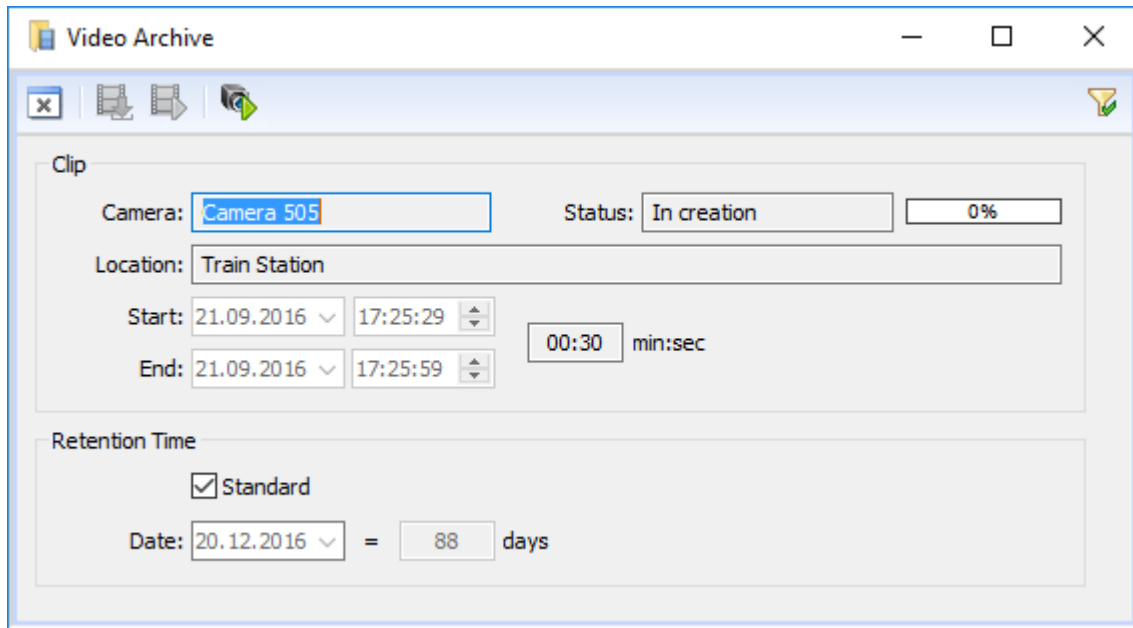 Video Archive
Clip
Camera: Camera 505 Status: In creation 0%
Location: Train Station
Start: 21.09.2016 17:25:29
00:30 min:sec
End: 21.09.2016 17:25:59
Retention Time
Standard
Date: 20.12.2016 = 88 days